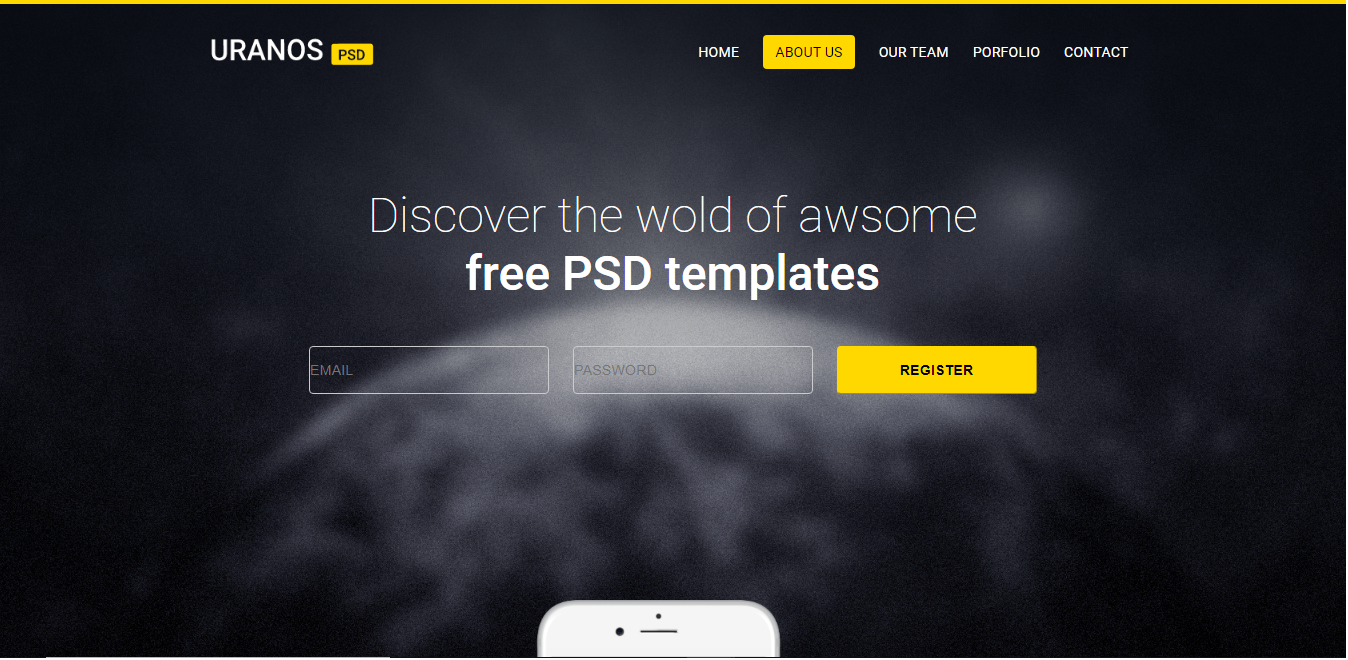 URANOS PSD
HOME ABOUT US OUR TEAM PORFOLIO CONTACT
Discover the wold of awsome
free PSD templates
EMAIL PASSWORD REGISTER